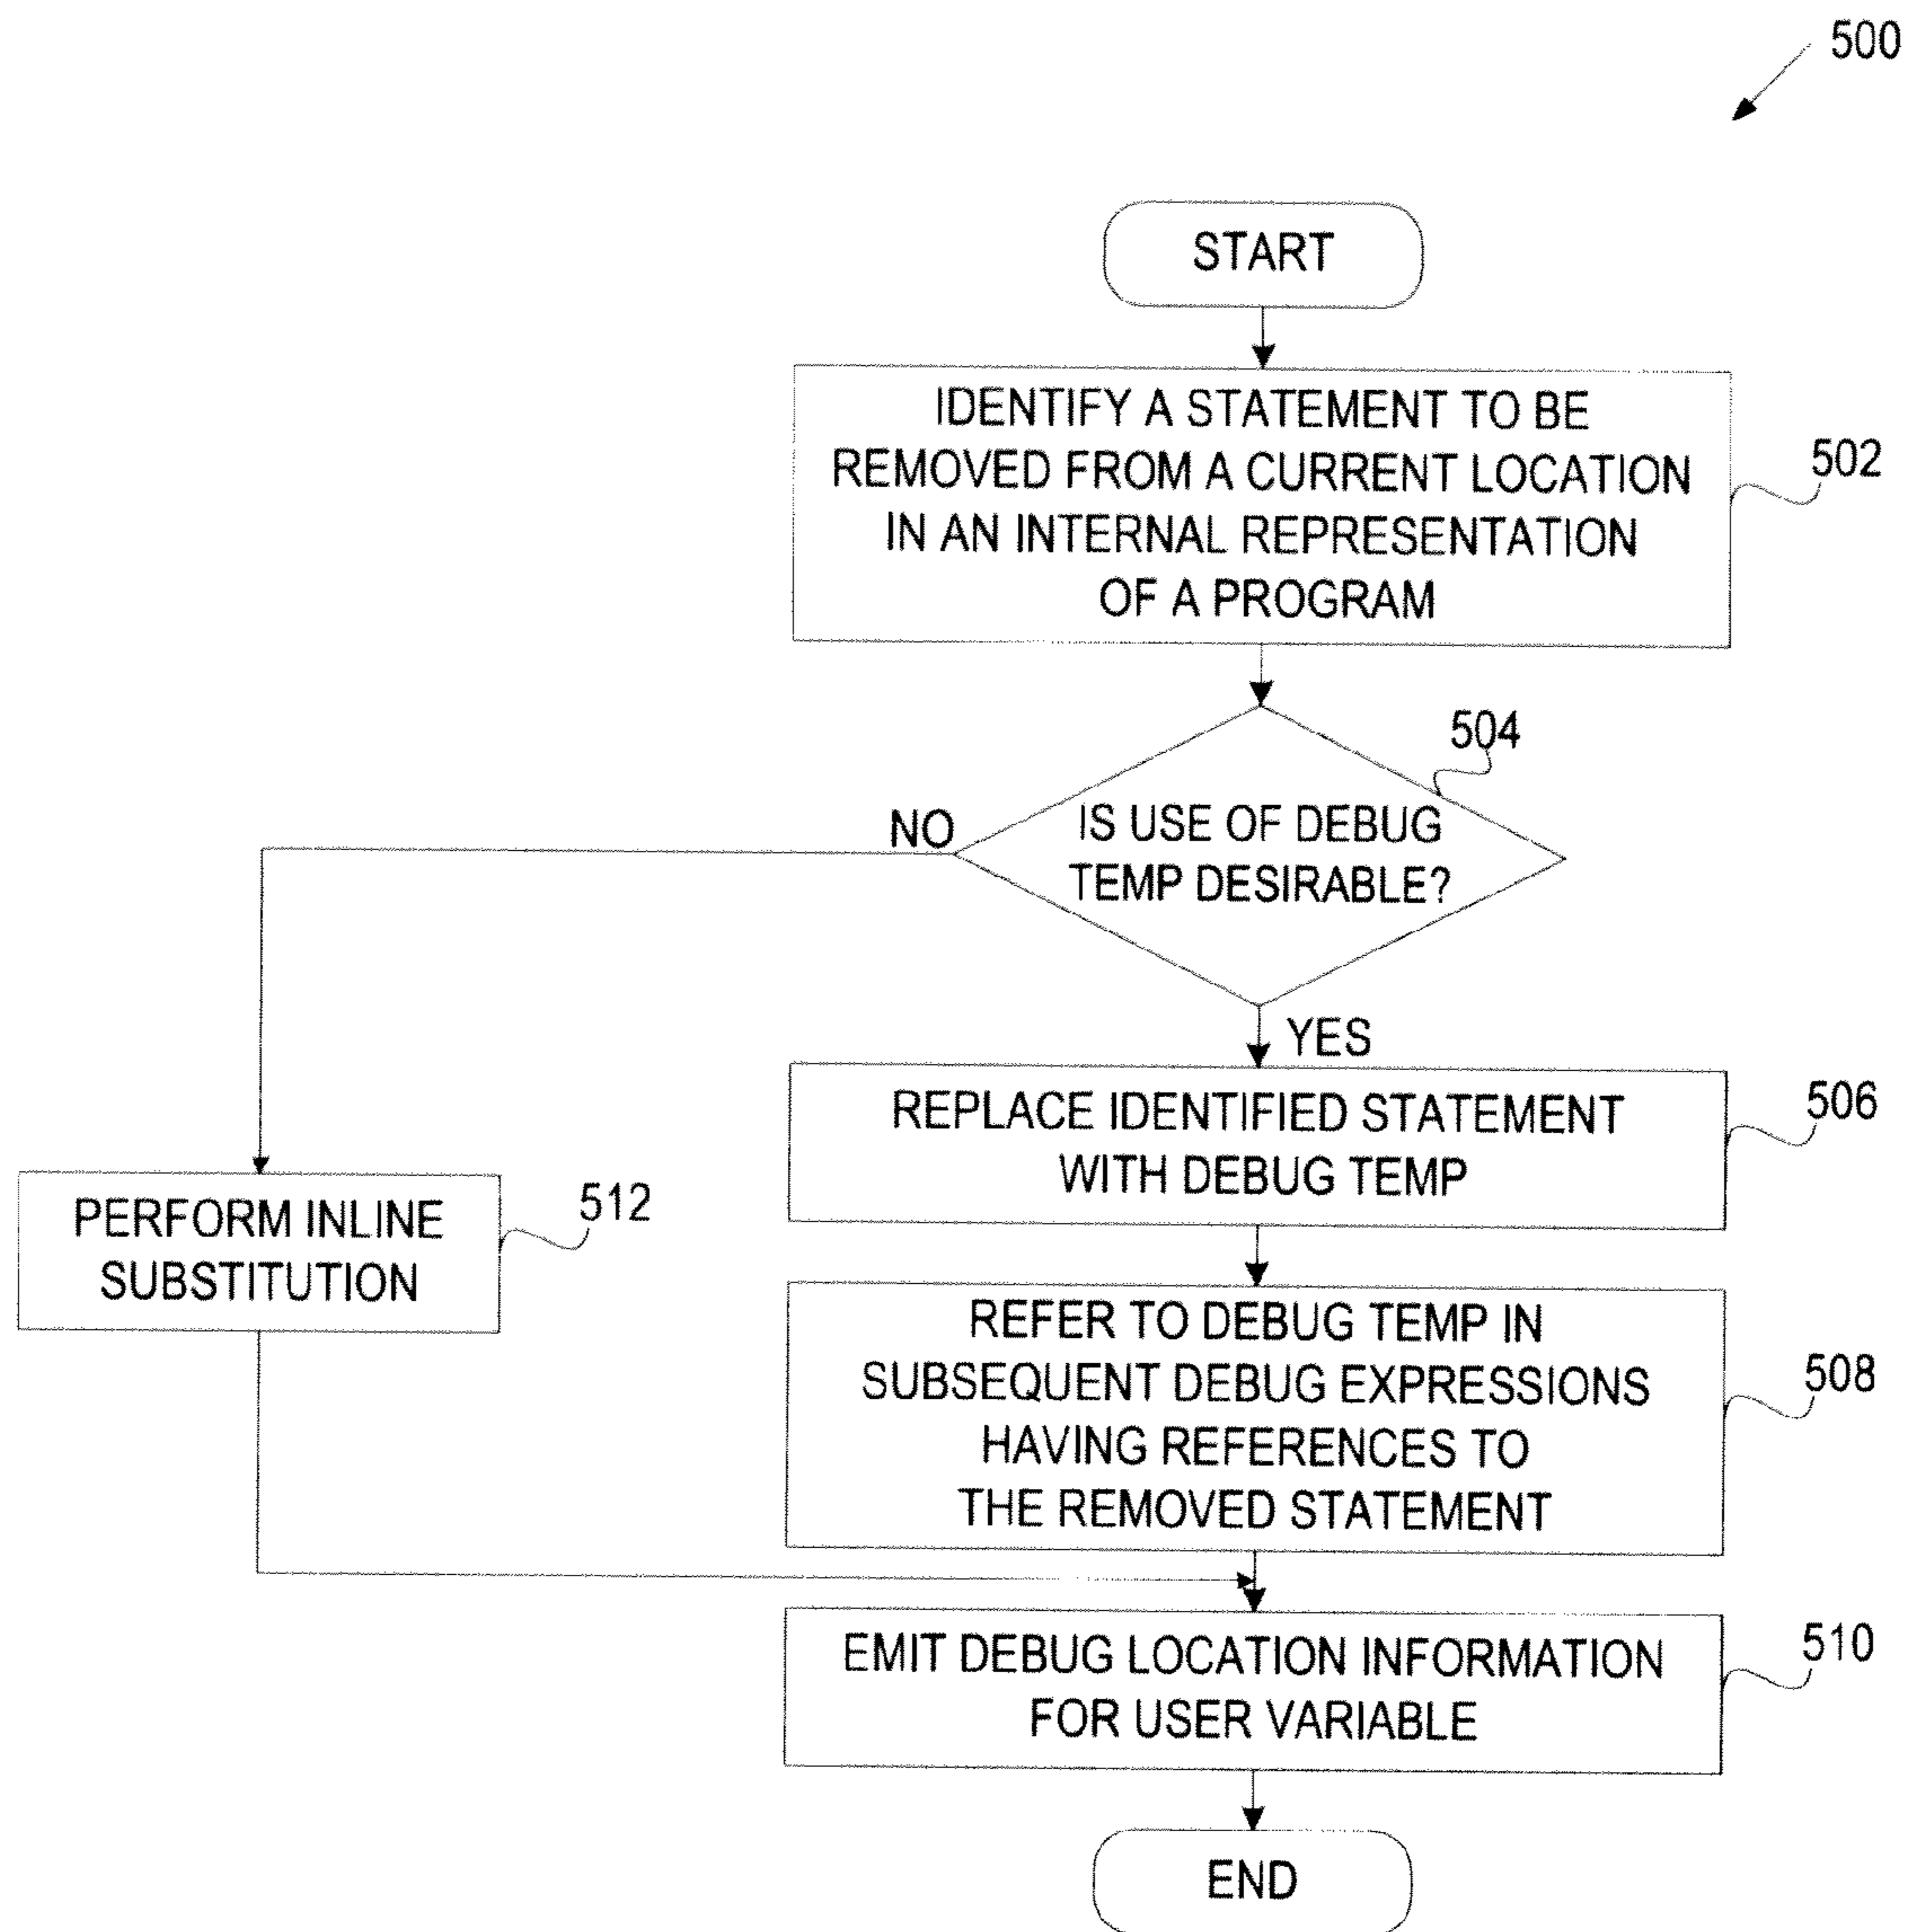 500
START
IDENTIFY A STATEMENT TO BE
REMOVED FROM A CURRENT LOCATION
IN AN INTERNAL REPRESENTATION
OF A PROGRAM
502
504
IS USE OF DEBUG
TEMP DESIRABLE?
NO
YES
REPLACE IDENTIFIED STATEMENT
WITH DEBUG TEMP
506
PERFORM INLINE
SUBSTITUTION
512
REFER TO DEBUG TEMP IN
SUBSEQUENT DEBUG EXPRESSIONS
HAVING REFERENCES TO
THE REMOVED STATEMENT
508
EMIT DEBUG LOCATION INFORMATION
FOR USER VARIABLE
510
END